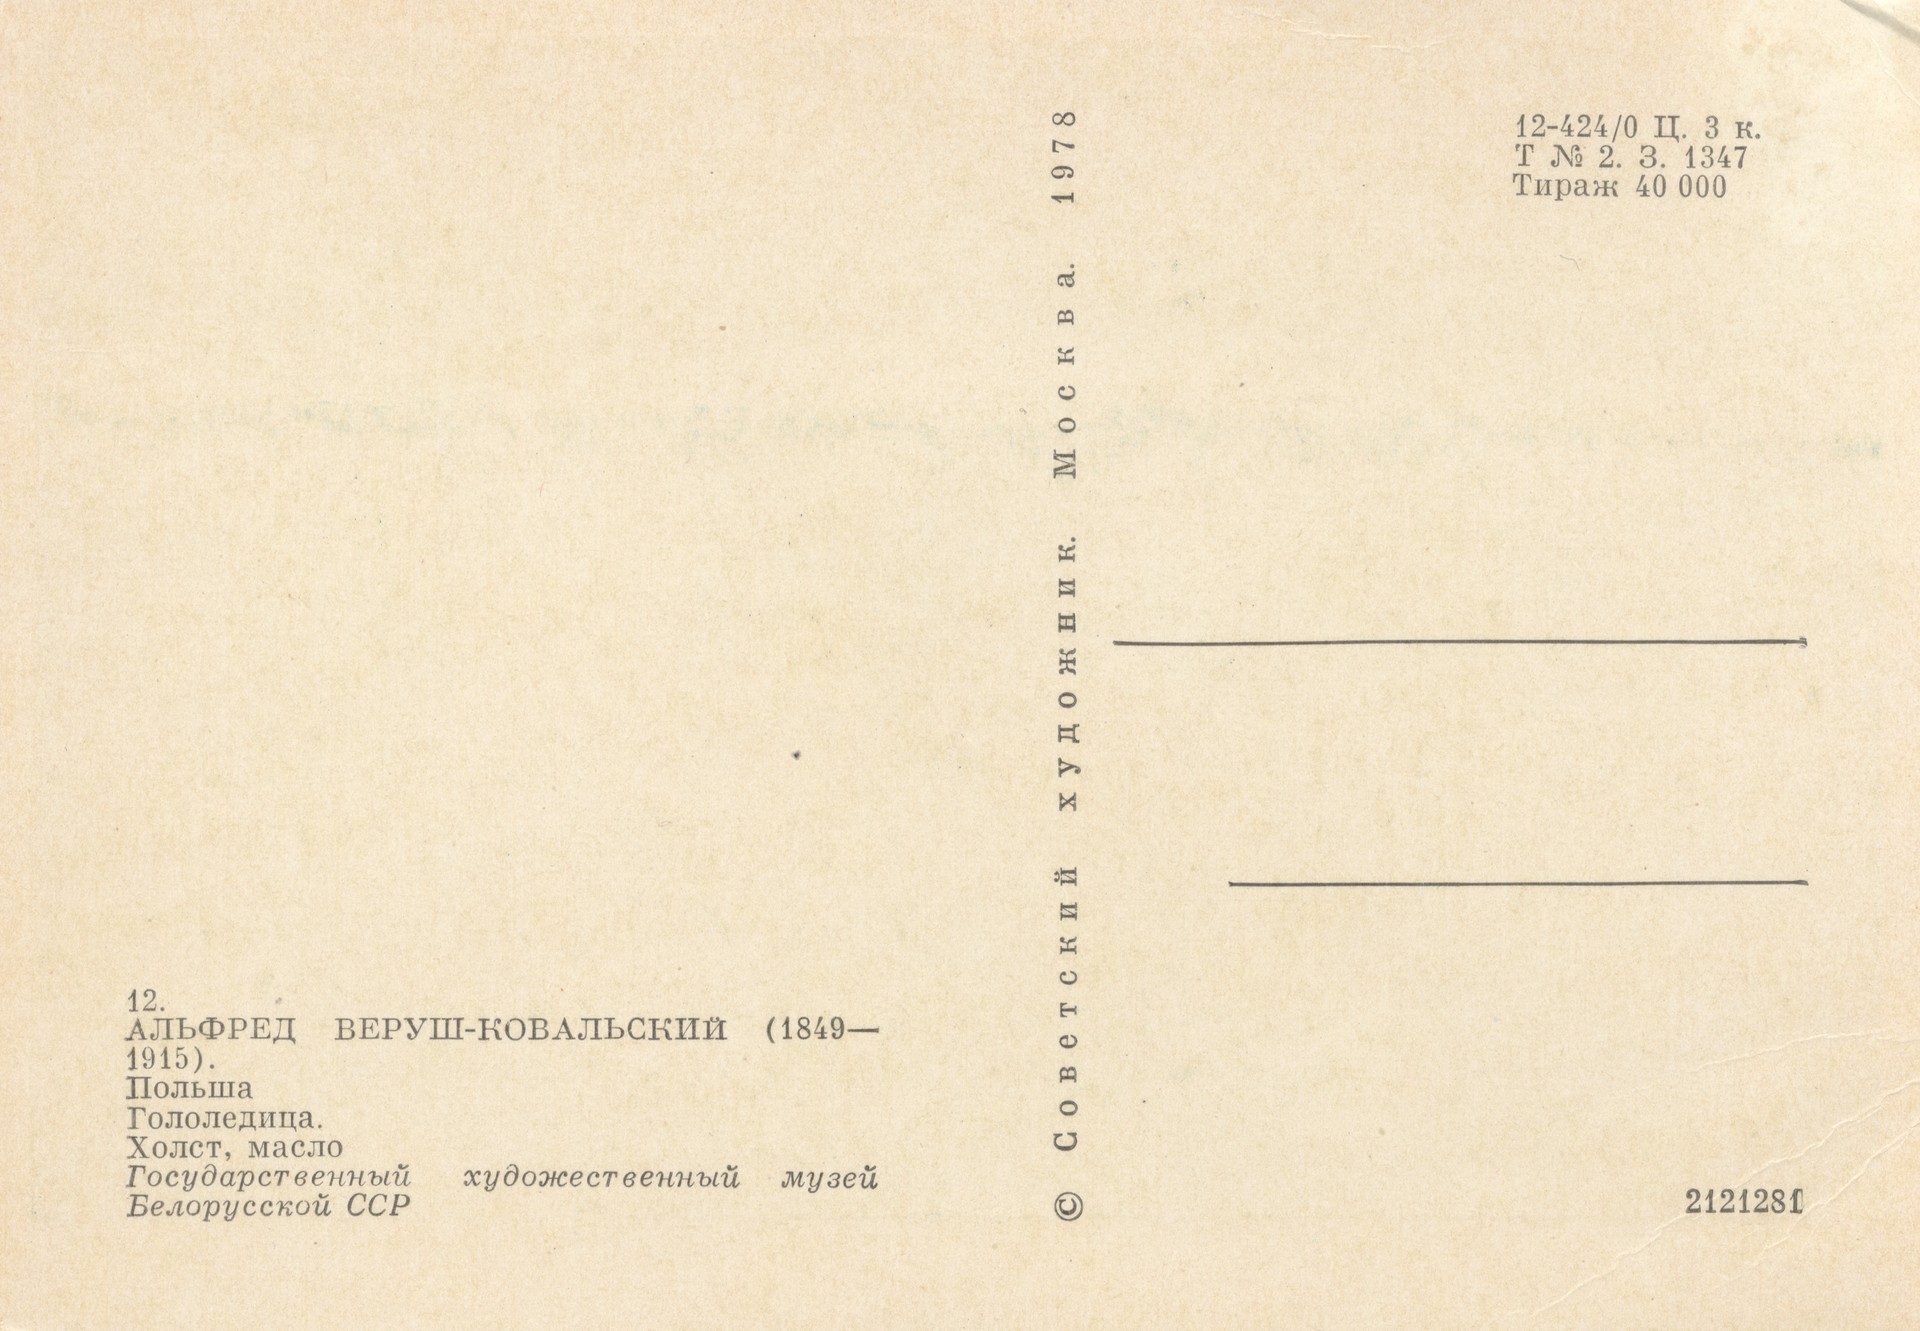 12-424/0 Ц. 3 к.
Т № 2. З. 1347
Тираж 40 000
© Советский художник. Москва. 1978
12.
АЛЬФРЕД ВЕРУШ-КОВАЛЬСКИЙ (1849—
1915).
Польша
Гололедица.
Холст, масло
Государственный художественный музей
Белорусской ССР
2121281